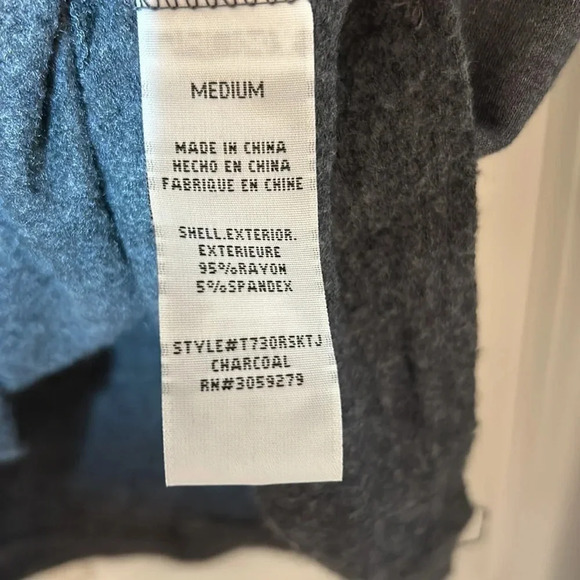 MEDIUM
MADE IN CHINA
HECHO EN CHINA
FABRIQUE EN CHINE
SHELL.EXTERIOR.
EXTERIEURE
95%RAYON
5%SPANDEX
STYLE#T730RSKTJ
CHARCOAL
RN#3059279